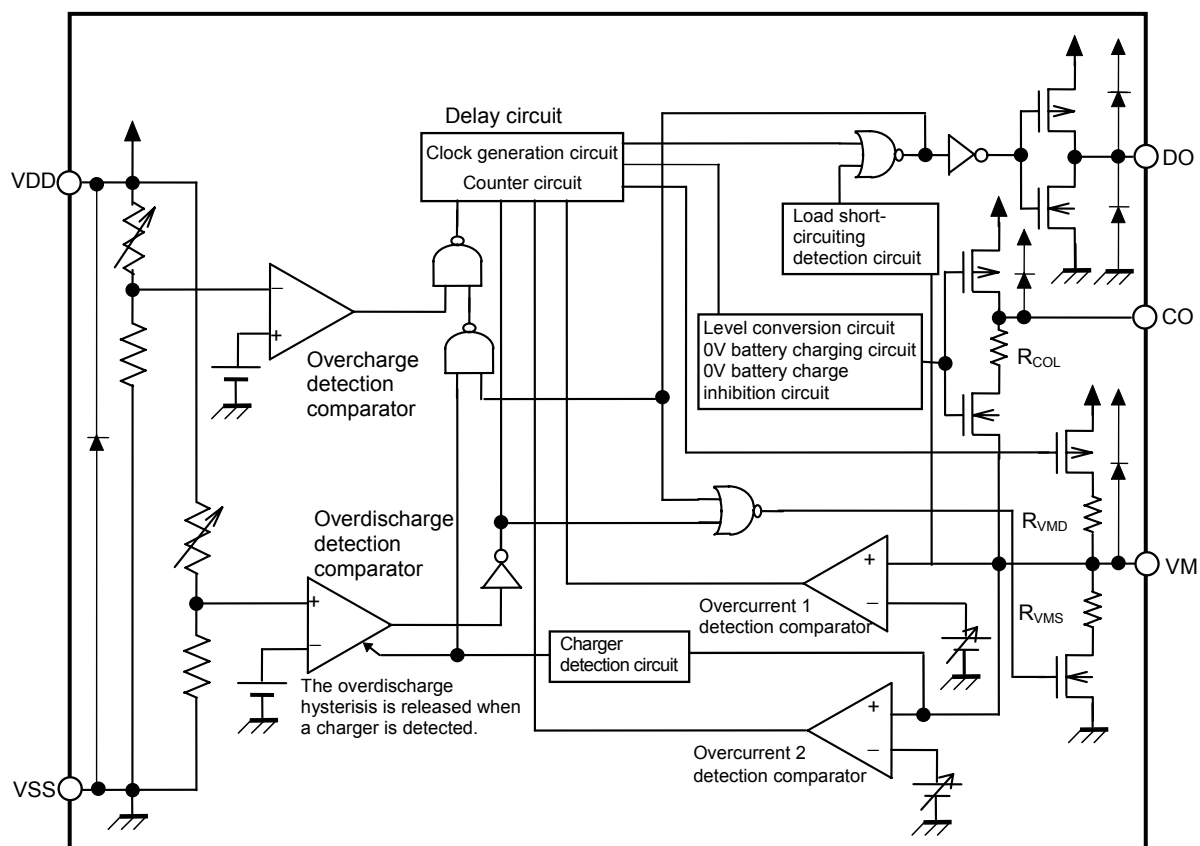 Delay circuit
Clock generation circuit
Counter circuit
VDD
DO
Load short-
circuiting
detection circuit
CO
Level conversion circuit
0V battery charging circuit
0V battery charge
inhibition circuit
RCOL
−
+
Overcharge
detection
comparator
Overdischarge
detection
comparator
RVMD
VM
+
−
Overcurrent 1
detection comparator
RVMS
+
−
Charger
detection circuit
The overdischarge
hysterisis is released when
a charger is detected.
+
−
Overcurrent 2
detection comparator
VSS